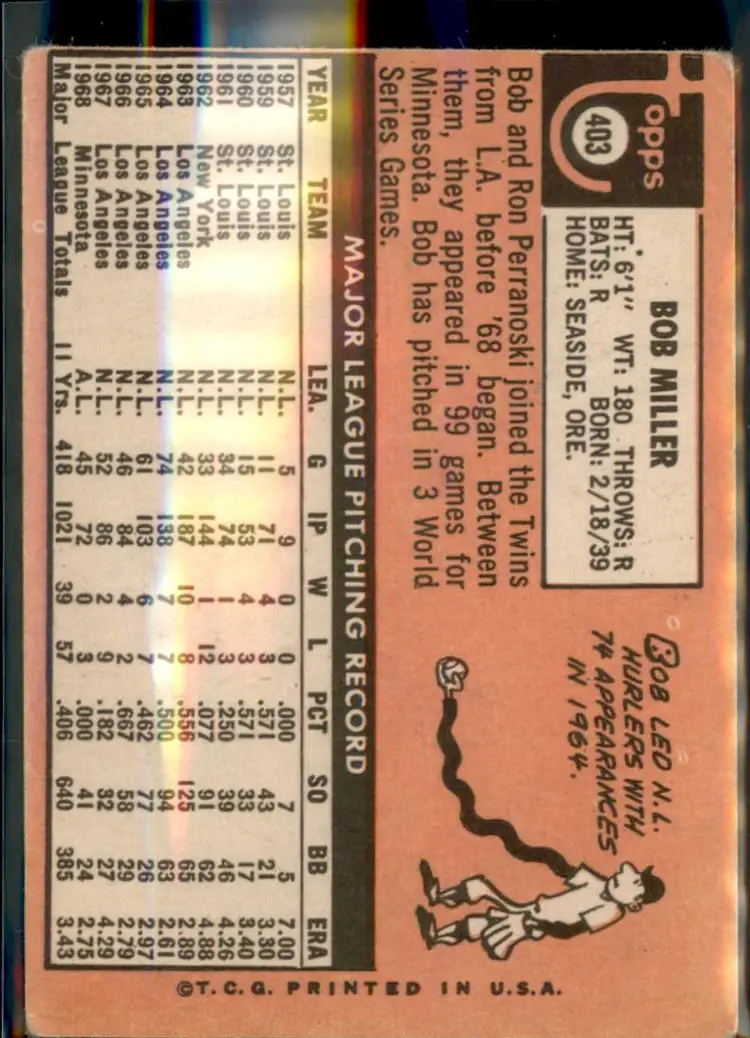 Topps
403
BOB MILLER
HT: 6'1" WT: 180 THROWS: R
BATS: R BORN: 2/18/39
HOME: SEASIDE, ORE.
Bob and Ron Perranoski joined the Twins
from L.A. before '68 began. Between
them, they appeared in 99 games for
Minnesota. Bob has pitched in 3 World
Series Games.
BOB LED N.L.
HURLERS WITH
74 APPEARANCES
IN 1964.
MAJOR LEAGUE PITCHING RECORD
YEAR TEAM LEA. G IP W L PCT SO BB ERA
1957 St. Louis N.L. 5 9 0 0 .000 7 5 7.00
1959 St. Louis N.L. 11 71 4 3 .571 43 21 3.30
1960 St. Louis N.L. 15 53 4 3 .571 33 17 3.40
1961 St. Louis N.L. 34 74 1 3 .250 39 46 4.26
1962 New York N.L. 33 144 1 12 .077 91 62 4.88
1963 Los Angeles N.L. 42 187 10 8 .556 125 65 2.89
1964 Los Angeles N.L. 74 138 7 7 .500 94 63 2.61
1965 Los Angeles N.L. 61 103 6 7 .462 77 26 2.97
1966 Los Angeles N.L. 46 84 4 2 .667 58 29 2.79
1967 Los Angeles N.L. 52 86 2 9 .182 32 27 4.29
1968 Minnesota A.L. 45 72 0 3 .000 41 24 2.75
Major League Totals 11 Yrs. 418 1021 39 57 .406 640 385 3.43
©T.C.G. PRINTED IN U.S.A.